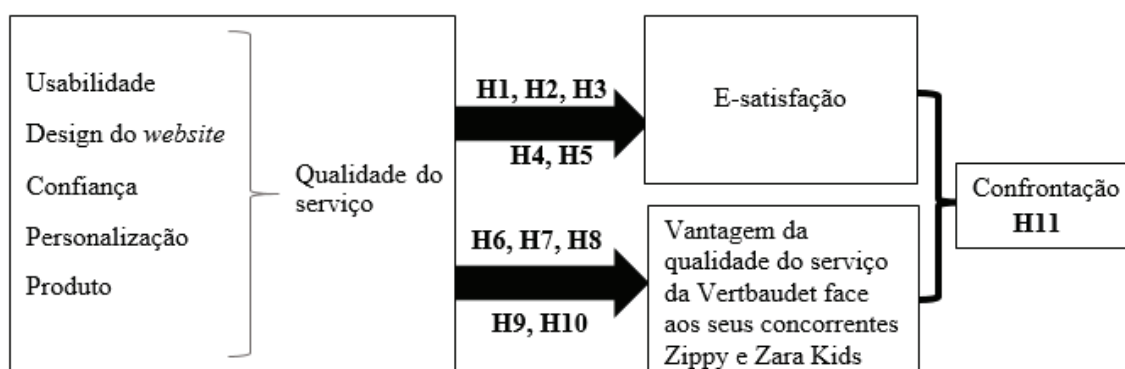 Usabilidade
Design do website
Confiança
Personalização
Produto
Qualidade do
serviço
H1, H2, H3
H4, H5
H6, H7, H8
H9, H10
E-satisfação
Vantagem da
qualidade do serviço
da Vertbaudet face
aos seus concorrentes
Zippy e Zara Kids
Confrontação
H11